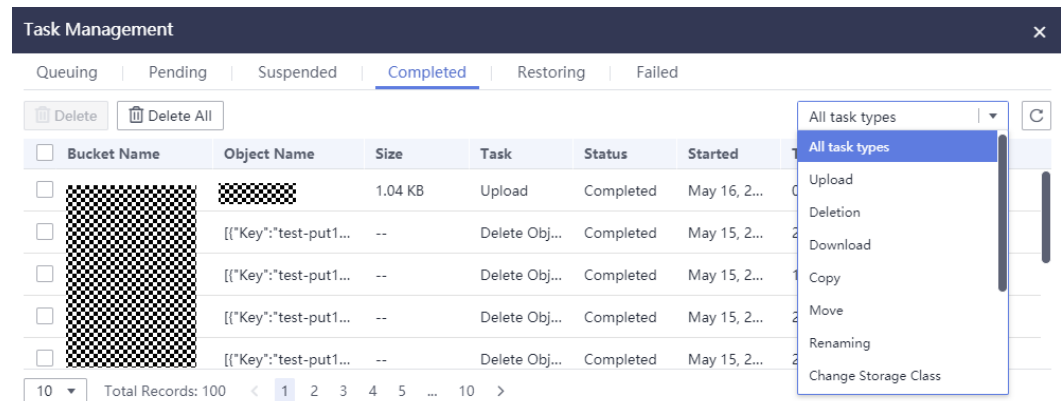 Task Management
Queuing Pending Suspended Completed Restoring Failed
Delete Delete All All task types
Bucket Name Object Name Size Task Status Started
All task types
1.04 KB Upload Completed May 16, 2...
Upload
Deletion
[{"Key":"test-put1... -- Delete Obj... Completed May 15, 2...
Download
[{"Key":"test-put1... -- Delete Obj... Completed May 15, 2...
Copy
Move
[{"Key":"test-put1... -- Delete Obj... Completed May 15, 2...
Renaming
[{"Key":"test-put1... -- Delete Obj... Completed May 15, 2...
Change Storage Class
10 Total Records: 100 < 1 2 3 4 5 ... 10 >